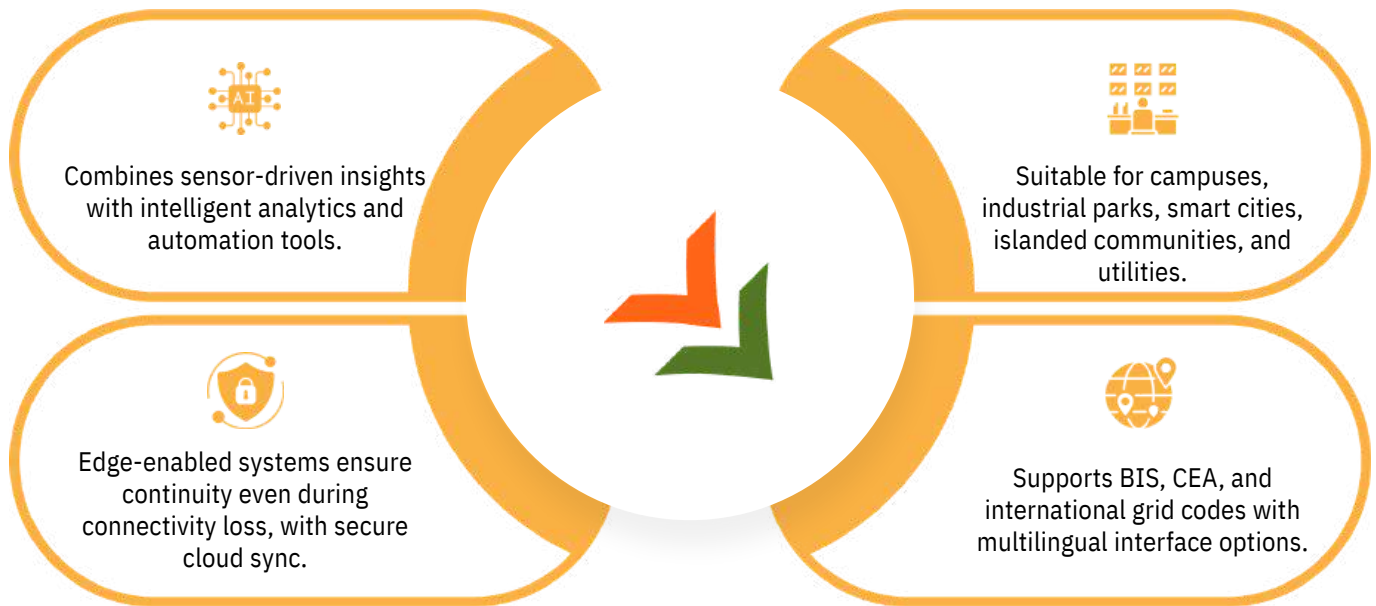 AI
Combines sensor-driven insights
with intelligent analytics and
automation tools.
Suitable for campuses,
industrial parks, smart cities,
islanded communities, and
utilities.
Edge-enabled systems ensure
continuity even during
connectivity loss, with secure
cloud sync.
Supports BIS, CEA, and
international grid codes with
multilingual interface options.